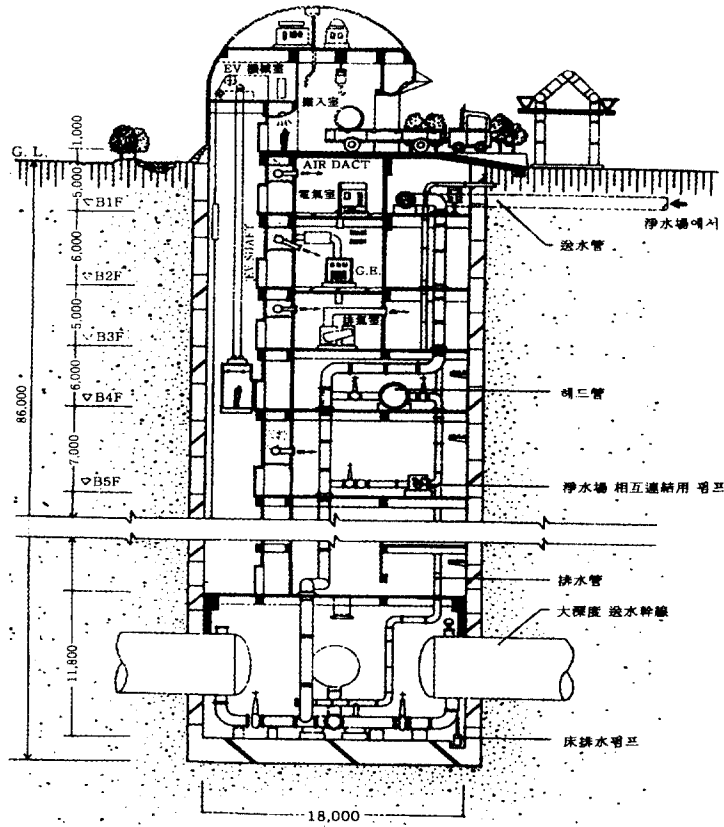 EV 機械室
搬入室
1,000
G. L.
AIR DACT
5,000
電氣室
▽B1F
淨水場에서
送水管
6,000
EV SHAFT
G.E.
▽B2F
5,000
排氣室
▽B3F
6,000
헤드管
▽B4F
86,000
7,000
▽B5F
淨水場 相互連結用 펌프
排水管
大深度 送水幹線
11,800
床排水펌프
18,000